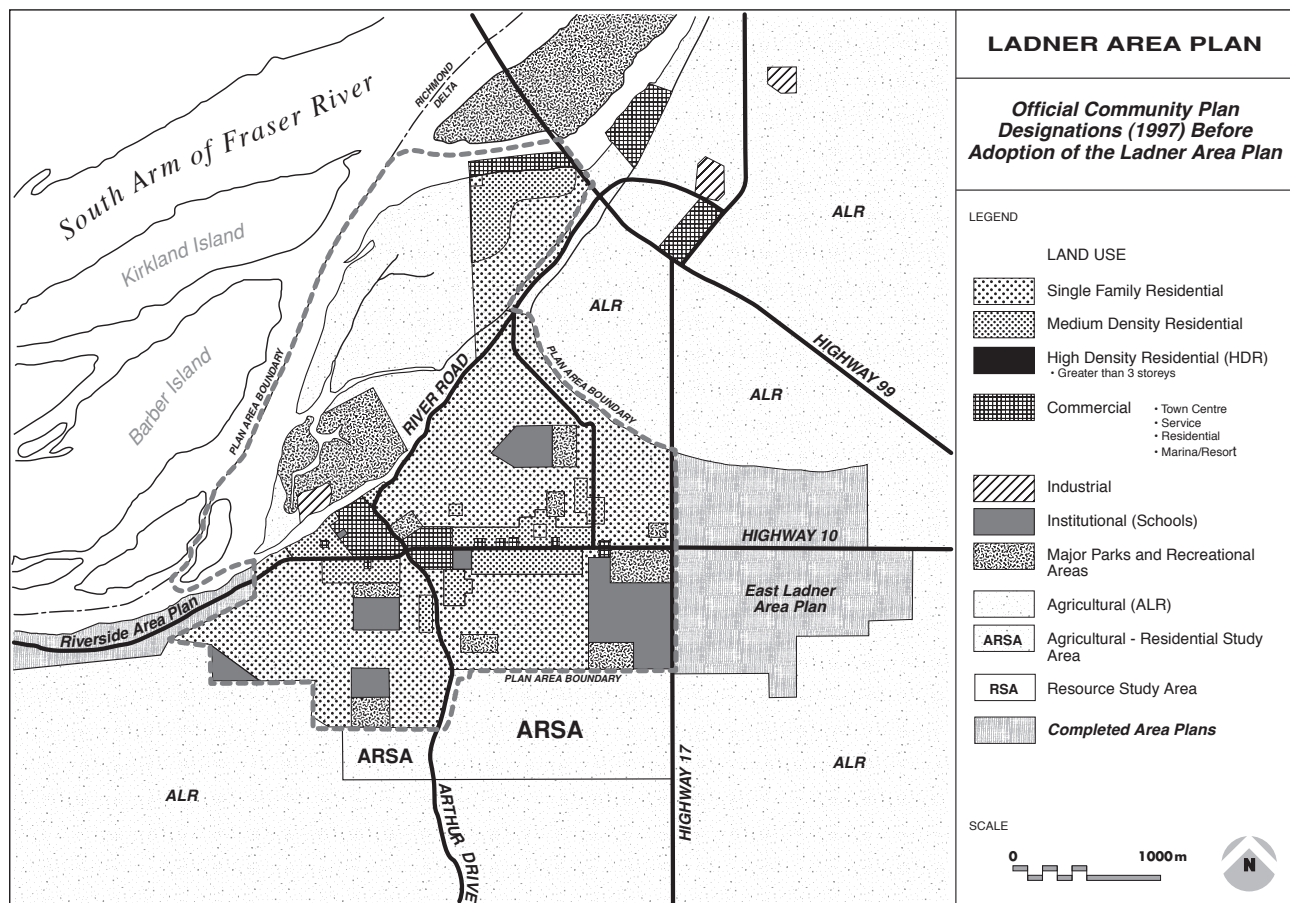 LADNER AREA PLAN
Official Community Plan
Designations (1997) Before
Adoption of the Ladner Area Plan
LEGEND
LAND USE
Single Family Residential
Medium Density Residential
High Density Residential (HDR)
• Greater than 3 storeys
Commercial
• Town Centre
• Service
• Residential
• Marina/Resort
Industrial
Institutional (Schools)
Major Parks and Recreational
Areas
Agricultural (ALR)
ARSA
Agricultural - Residential Study
Area
RSA
Resource Study Area
Completed Area Plans
SCALE
0 1000m
N
South Arm of Fraser River
RICHMOND
DELTA
Kirkland Island
Barber Island
PLAN AREA BOUNDARY
RIVER ROAD
ALR
ALR
ALR
HIGHWAY 99
PLAN AREA BOUNDARY
HIGHWAY 10
East Ladner
Area Plan
Riverside Area Plan
PLAN AREA BOUNDARY
ARSA
ARSA
ALR
ALR
HIGHWAY 17
ARTHUR DRIVE